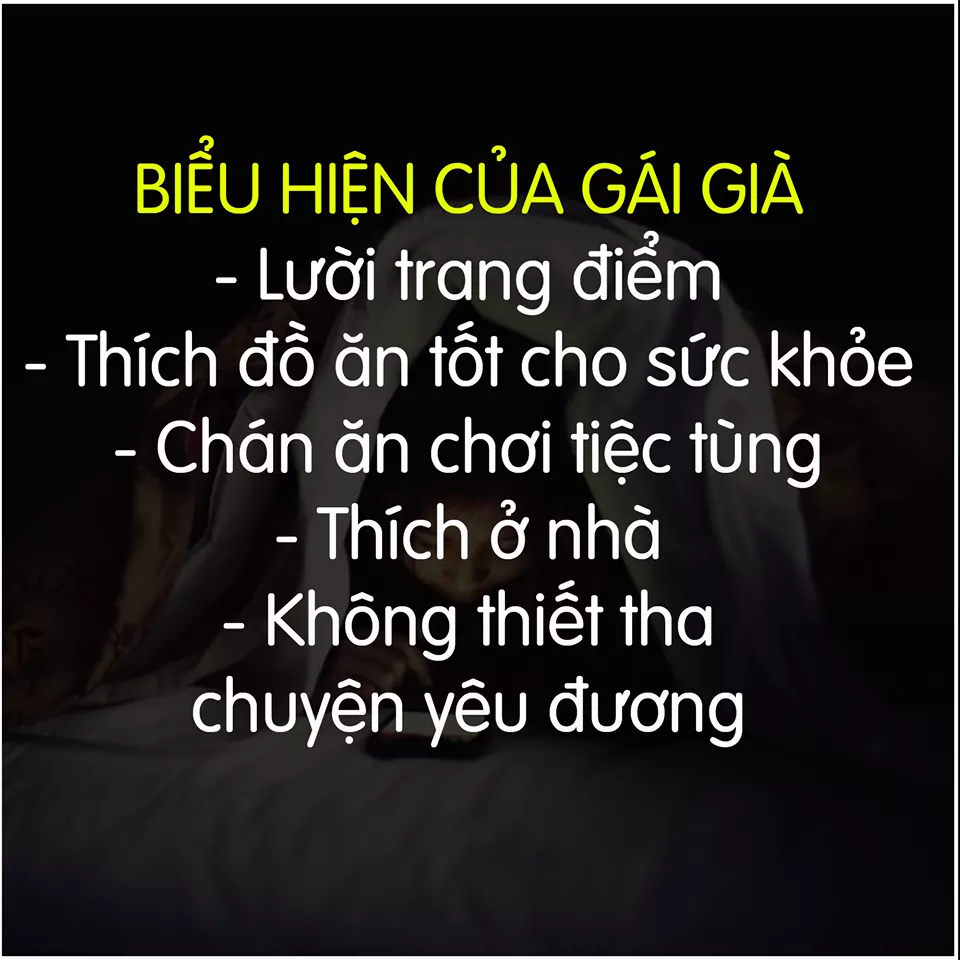 BIỂU HIỆN CỦA GÁI GIÀ
- Lười trang điểm
- Thích đồ ăn tốt cho sức khỏe
- Chán ăn chơi tiệc tùng
- Thích ở nhà
- Không thiết tha
chuyện yêu đương